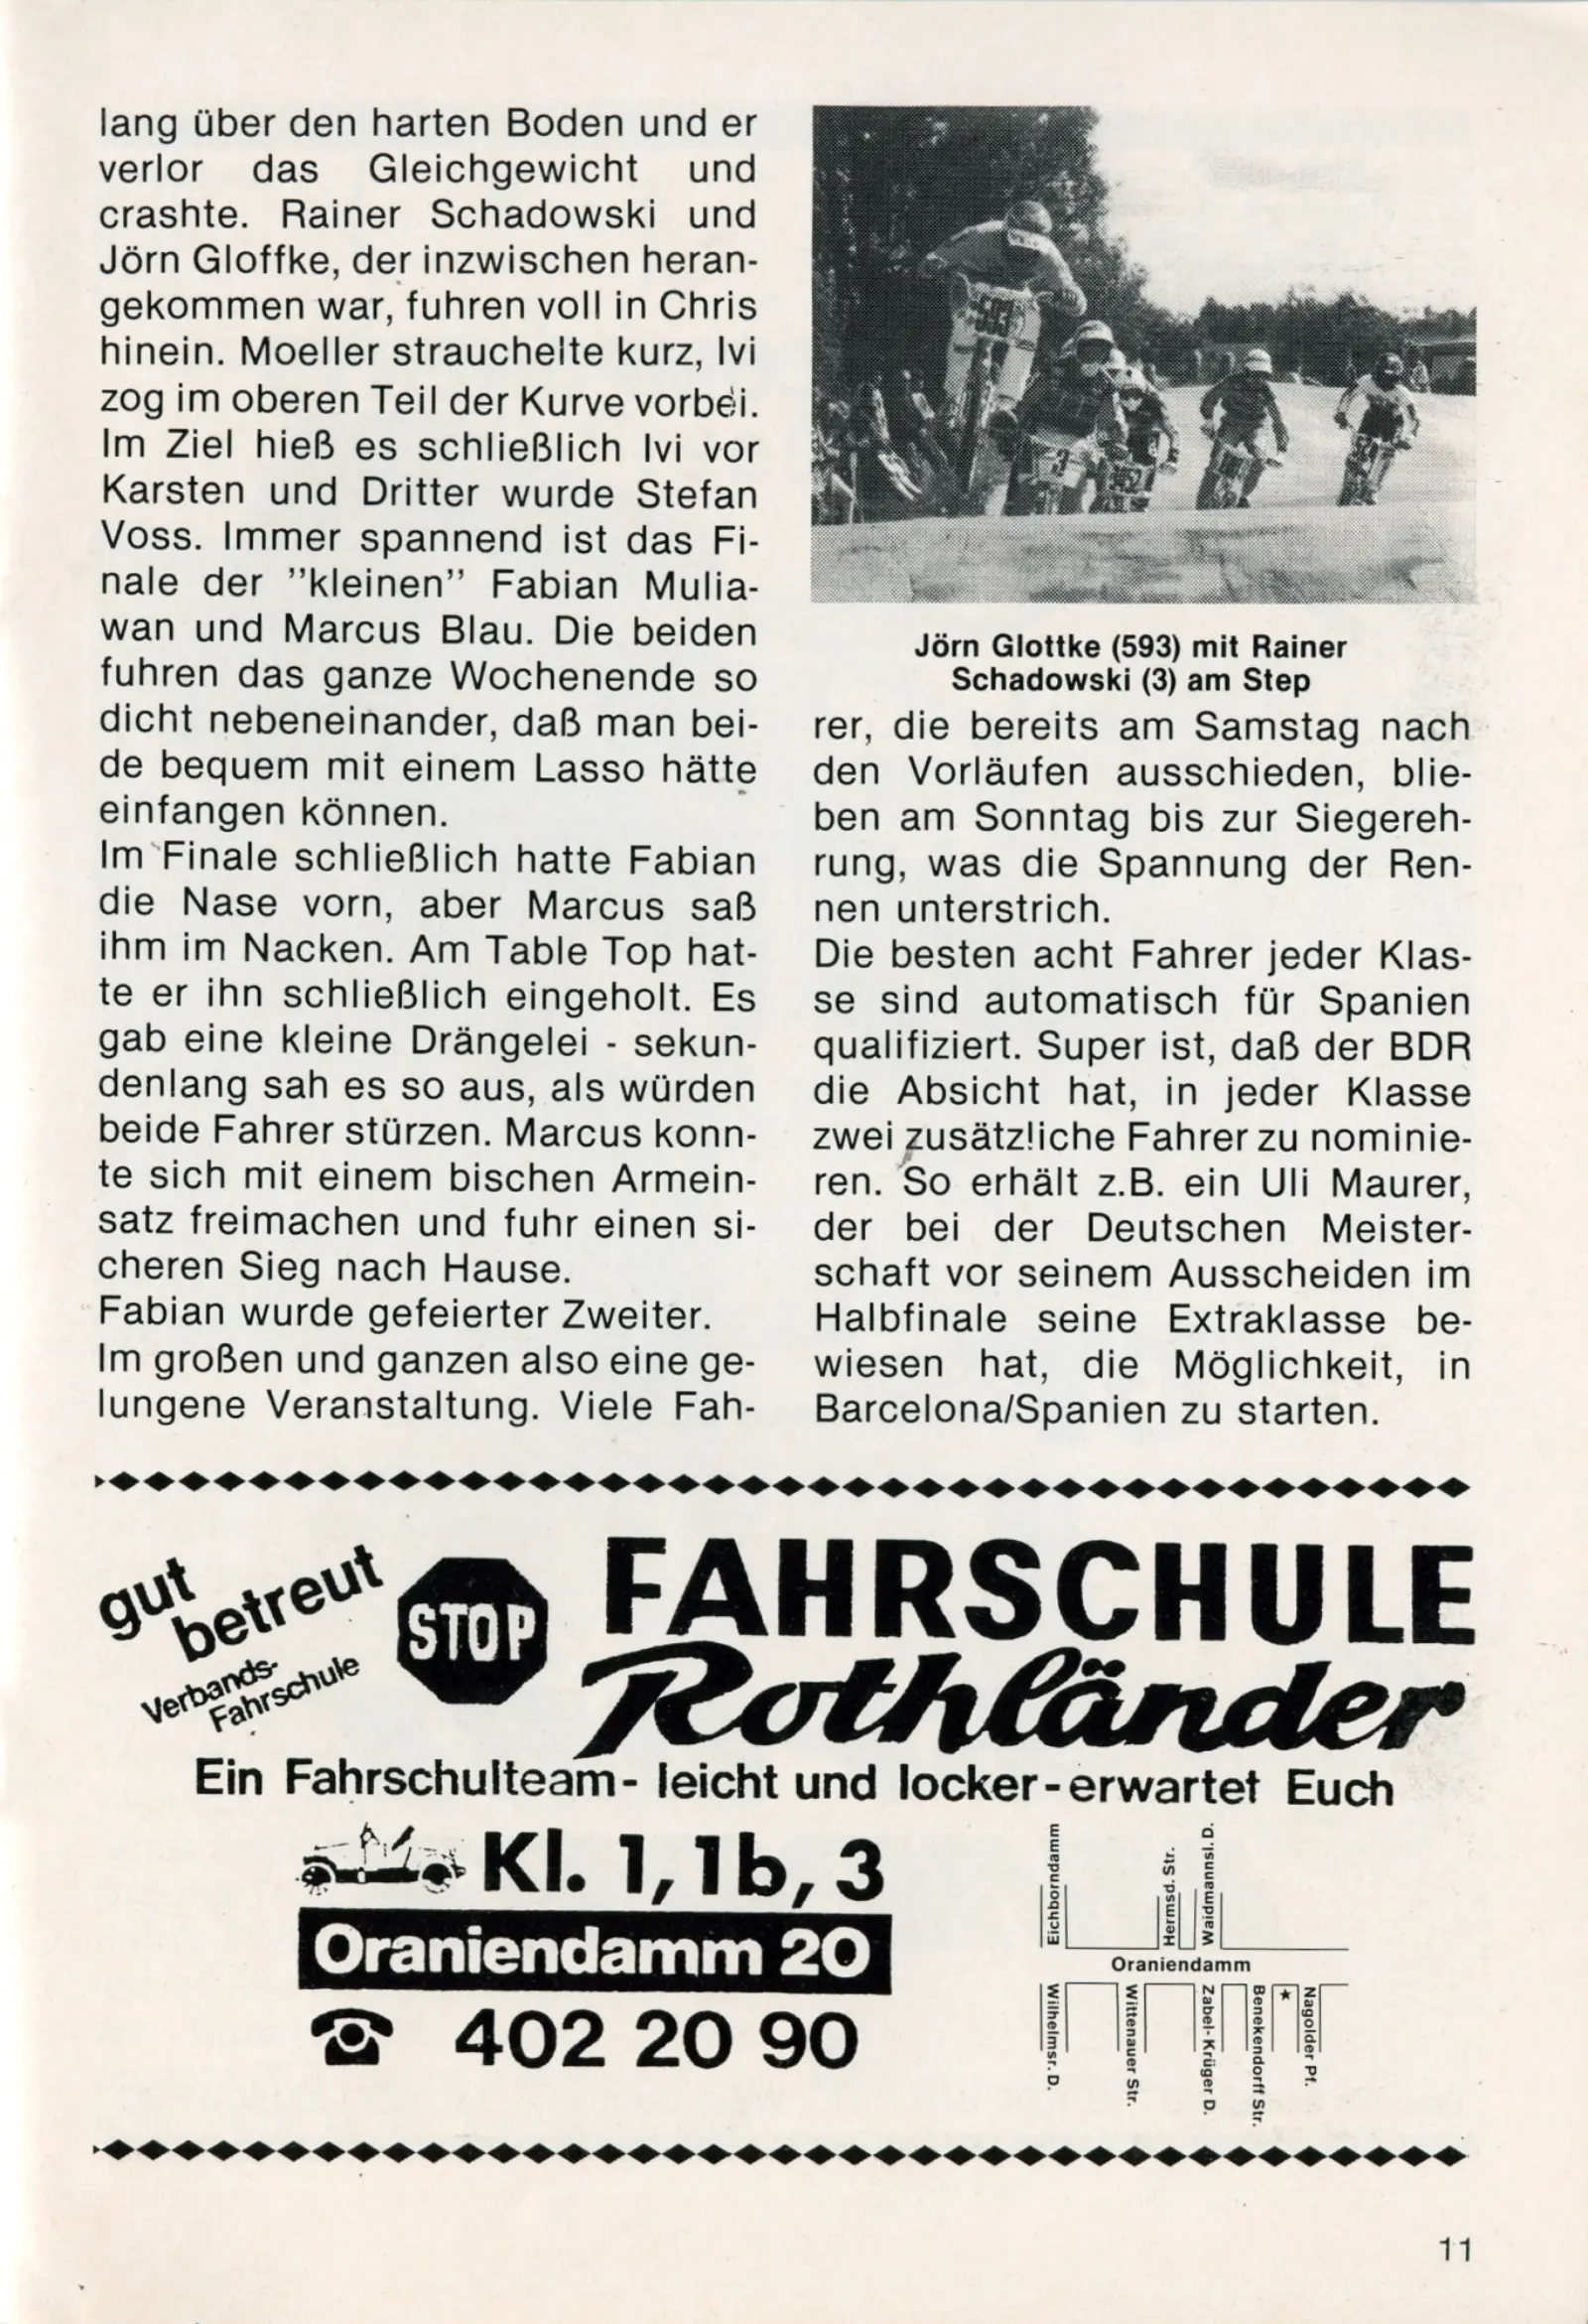 lang über den harten Boden und er
verlor das Gleichgewicht und
crashte. Rainer Schadowski und
Jörn Gloffke, der inzwischen heran-
gekommen war, fuhren voll in Chris
hinein. Moeller strauchelte kurz, Ivi
zog im oberen Teil der Kurve vorbei.
Im Ziel hieß es schließlich Ivi vor
Karsten und Dritter wurde Stefan
Voss. Immer spannend ist das Fi-
nale der ”kleinen” Fabian Mulia-
wan und Marcus Blau. Die beiden
fuhren das ganze Wochenende so
dicht nebeneinander, daß man bei-
de bequem mit einem Lasso hätte
einfangen können.
Im Finale schließlich hatte Fabian
die Nase vorn, aber Marcus saß
ihm im Nacken. Am Table Top hat-
te er ihn schließlich eingeholt. Es
gab eine kleine Drängelei - sekun-
denlang sah es so aus, als würden
beide Fahrer stürzen. Marcus konn-
te sich mit einem bischen Armein-
satz freimachen und fuhr einen si-
cheren Sieg nach Hause.
Fabian wurde gefeierter Zweiter.
Im großen und ganzen also eine ge-
lungene Veranstaltung. Viele Fah-
593
3
Jörn Glottke (593) mit Rainer
Schadowski (3) am Step
rer, die bereits am Samstag nach
den Vorläufen ausschieden, blie-
ben am Sonntag bis zur Siegereh-
rung, was die Spannung der Ren-
nen unterstrich.
Die besten acht Fahrer jeder Klas-
se sind automatisch für Spanien
qualifiziert. Super ist, daß der BDR
die Absicht hat, in jeder Klasse
zwei zusätzliche Fahrer zu nominie-
ren. So erhält z.B. ein Uli Maurer,
der bei der Deutschen Meister-
schaft vor seinem Ausscheiden im
Halbfinale seine Extraklasse be-
wiesen hat, die Möglichkeit, in
Barcelona/Spanien zu starten.
gut
betreut
Verbands-
Fahrschule
STOP
FAHRSCHULE
Rothländer
Ein Fahrschulteam- leicht und locker-erwartet Euch
Kl. 1, 1b, 3
Oraniendamm 20
402 20 90
Eichborndamm
Hermsd. Str.
Waidmannsl. D.
Oraniendamm
Wilhelmsr. D.
Wittenauer Str.
Zabel-Krüger D.
Benekendorff Str.
Nagolder Pf.
11